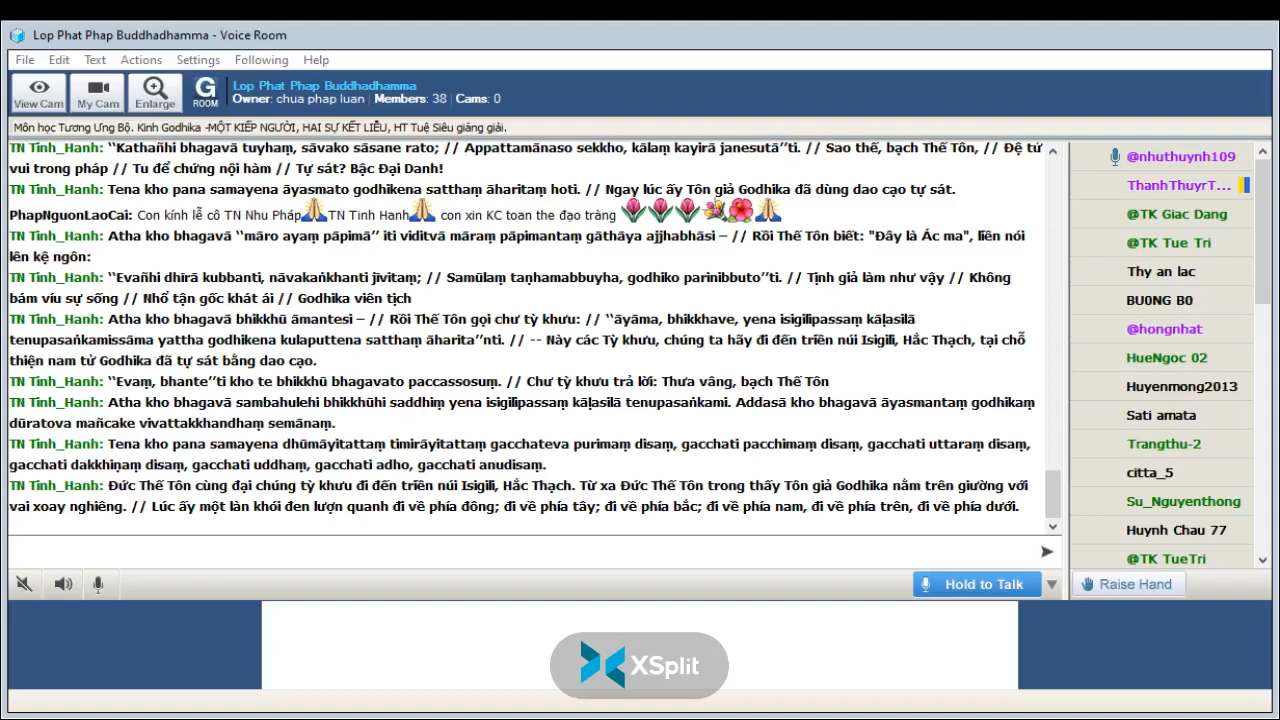 Lop Phat Phap Buddhadhamma - Voice Room
File Edit Text Actions Settings Following Help
View Cam My Cam Enlarge G ROOM
Lop Phat Phap Buddhadhamma
Owner: chua phap luan | Members: 38 | Cams: 0
Môn học Tương Ưng Bộ. Kinh Godhika -MỘT KIẾP NGƯỜI, HAI SỰ KẾT LIỄU, HT Tuệ Siêu giảng giải.
TN Tinh_Hanh: “Kathañhi bhagavā tuyhaṃ, sāvako sāsane rato; // Appattamānaso sekkho, kālaṃ kayirā janesutā”ti. // Sao thế, bạch Thế Tôn, // Đệ tử
vui trong pháp // Tu để chứng nội hàm // Tự sát? Bậc Đại Danh!
TN Tinh_Hanh: Tena kho pana samayena āyasmato godhikena satthaṃ āharitaṃ hoti. // Ngay lúc ấy Tôn giả Godhika đã dùng dao cạo tự sát.
PhapNguonLaoCai: Con kính lễ cô TN Nhu Pháp🙏TN Tinh Hanh🙏 con xin KC toan the đạo tràng 🌷🌷💐🌺🙏
TN Tinh_Hanh: Atha kho bhagavā “māro ayaṃ pāpimā” iti viditvā māraṃ pāpimantaṃ gāthāya ajjhabhāsi – // Rồi Thế Tôn biết: "Đây là Ác ma", liền nói
lên kệ ngôn:
TN Tinh_Hanh: “Evañhi dhīrā kubbanti, nāvakaṅkhanti jīvitaṃ; // Samūlaṃ taṇhamabbuyha, godhiko parinibbuto”ti. // Tịnh giả làm như vậy // Không
bám víu sự sống // Nhổ tận gốc khát ái // Godhika viên tịch
TN Tinh_Hanh: Atha kho bhagavā bhikkhū āmantesi – // Rồi Thế Tôn gọi chư tỳ khưu: // “āyāma, bhikkhave, yena isigilipassaṃ kāḷasilā
tenupasaṅkamissāma yattha godhikena kulaputtena satthaṃ āharita”nti. // -- Này các Tỳ khưu, chúng ta hãy đi đến triền núi Isigili, Hắc Thạch, tại chỗ
thiện nam tử Godhika đã tự sát bằng dao cạo.
TN Tinh_Hanh: “Evaṃ, bhante”ti kho te bhikkhū bhagavato paccassosuṃ. // Chư tỳ khưu trả lời: Thưa vâng, bạch Thế Tôn
TN Tinh_Hanh: Atha kho bhagavā sambahulehi bhikkhūhi saddhiṃ yena isigilipassaṃ kāḷasilā tenupasaṅkami. Addasā kho bhagavā āyasmantaṃ godhikaṃ
dūratova mañcake vivattakkhandhaṃ semānaṃ.
TN Tinh_Hanh: Tena kho pana samayena dhūmāyitattaṃ timirāyitattaṃ gacchateva purimaṃ disaṃ, gacchati pacchimaṃ disaṃ, gacchati uttaraṃ disaṃ,
gacchati dakkhiṇaṃ disaṃ, gacchati uddhaṃ, gacchati adho, gacchati anudisaṃ.
TN Tinh_Hanh: Đức Thế Tôn cùng đại chúng tỳ khưu đi đến triền núi Isigili, Hắc Thạch. Từ xa Đức Thế Tôn trong thấy Tôn giả Godhika nằm trên giường với
vai xoay nghiêng. // Lúc ấy một làn khói đen lượn quanh đi về phía đông; đi về phía tây; đi về phía bắc; đi về phía nam, đi về phía trên, đi về phía dưới.
@nhuthuynh109
ThanhThuyrT...
@TK Giac Dang
@TK Tue Tri
Thy an lac
BU0NG B0
@hongnhat
HueNgoc 02
Huyenmong2013
Sati amata
Trangthu-2
citta_5
Su_Nguyenthong
Huynh Chau 77
@TK TueTri
Hold to Talk
Raise Hand
XSplit